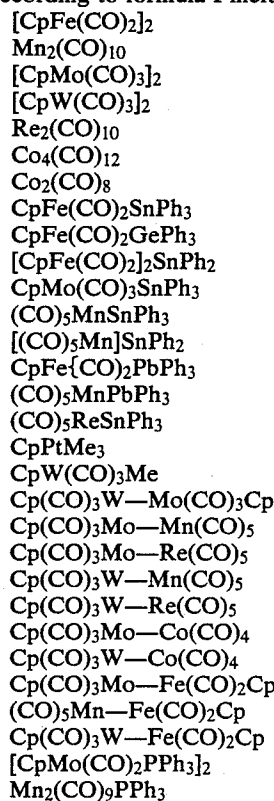 [CpFe(CO)2]2
Mn2(CO)10
[CpMo(CO)3]2
[CpW(CO)3]2
Re2(CO)10
Co4(CO)12
Co2(CO)8
CpFe(CO)2SnPh3
CpFe(CO)2GePh3
[CpFe(CO)2]2SnPh2
CpMo(CO)3SnPh3
(CO)5MnSnPh3
[(CO)5Mn]SnPh2
CpFe{CO)2PbPh3
(CO)5MnPbPh3
(CO)5ReSnPh3
CpPtMe3
CpW(CO)3Me
Cp(CO)3W—Mo(CO)3Cp
Cp(CO)3Mo—Mn(CO)5
Cp(CO)3Mo—Re(CO)5
Cp(CO)3W—Mn(CO)5
Cp(CO)3W—Re(CO)5
Cp(CO)3Mo—Co(CO)4
Cp(CO)3W—Co(CO)4
Cp(CO)3Mo—Fe(CO)2Cp
(CO)5Mn—Fe(CO)2Cp
Cp(CO)3W—Fe(CO)2Cp
[CpMo(CO)2PPh3]2
Mn2(CO)9PPh3